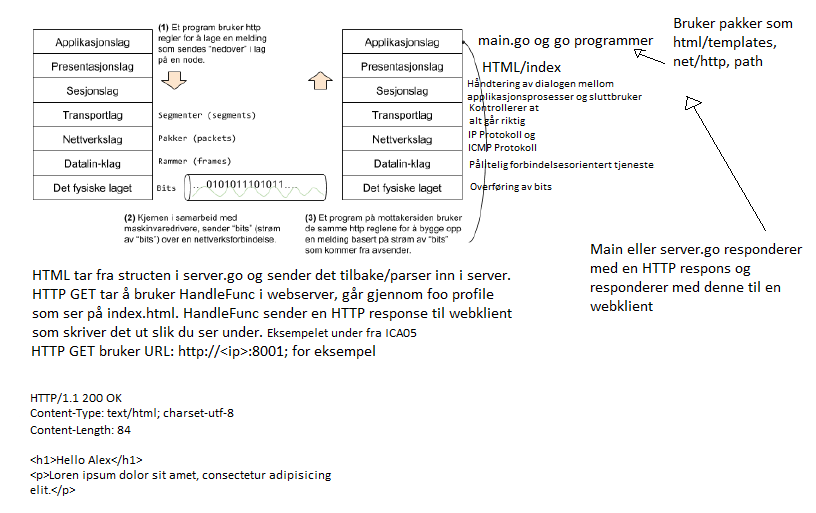 (1) Et program bruker http
regler for å lage en melding
som sendes "nedover" i lag
på en node.
Applikasjonslag
Presentasjonslag
Sesjonslag
Transportlag
Nettverkslag
Datalin-klag
Det fysiske laget
Segmenter (segments)
Pakker (packets)
Rammer (frames)
Bits
...0101011101011....
Applikasjonslag
Presentasjonslag
Sesjonslag
Transportlag
Nettverkslag
Datalin-klag
Det fysiske laget
main.go og go programmer
HTML/index
Håndtering av dialogen mellom
applikasjonsprosesser og sluttbruker
Kontrollerer at
alt går riktig
IP Protokoll og
ICMP Protokoll
Pålitelig forbindelsesorientert tjeneste
Overføring av bits
Bruker pakker som
html/templates,
net/http, path
(2) Kjernen i samarbeid med
maskinvaredrivere, sender "bits" (strøm
av "bits") over en nettverksforbindelse.
(3) Et program på mottakersiden bruker
de samme http reglene for å bygge opp
en melding basert på strøm av "bits"
som kommer fra avsender.
Main eller server.go responderer
med en HTTP respons og
responderer med denne til en
webklient
HTML tar fra structen i server.go og sender det tilbake/parser inn i server.
HTTP GET tar å bruker HandleFunc i webserver, går gjennom foo profile
som ser på index.html. HandleFunc sender en HTTP response til webklient
som skriver det ut slik du ser under. Eksempelet under fra ICA05
HTTP GET bruker URL: http://<ip>:8001; for eksempel
HTTP/1.1 200 OK
Content-Type: text/html; charset-utf-8
Content-Length: 84
<h1>Hello Alex</h1>
<p>Loren ipsum dolor sit amet, consectetur adipisicing
elit.</p>